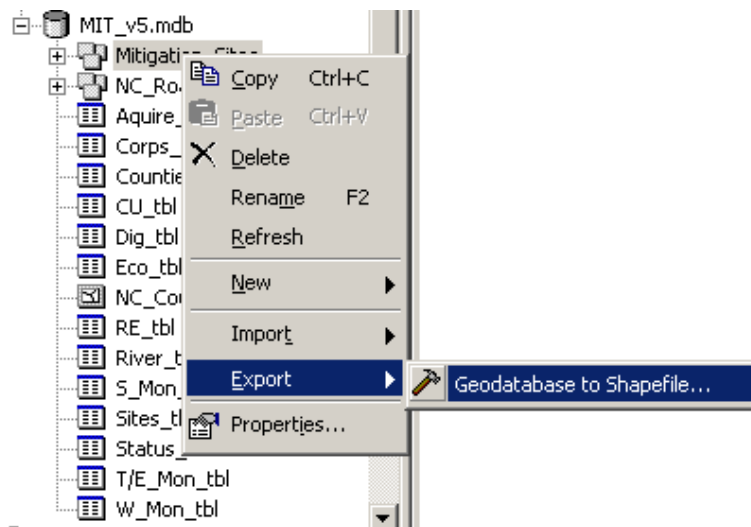 MIT_v5.mdb
Mitigation_Sites
NC_Roa
Aquire_
Corps_
Countie
CU_tbl
Dig_tbl
Eco_tbl
NC_Cou
RE_tbl
River_t
S_Mon_
Sites_tl
Status_
T/E_Mon_tbl
W_Mon_tbl
Copy Ctrl+C
Paste Ctrl+V
Delete
Rename F2
Refresh
New
Import
Export
Properties...
Geodatabase to Shapefile...